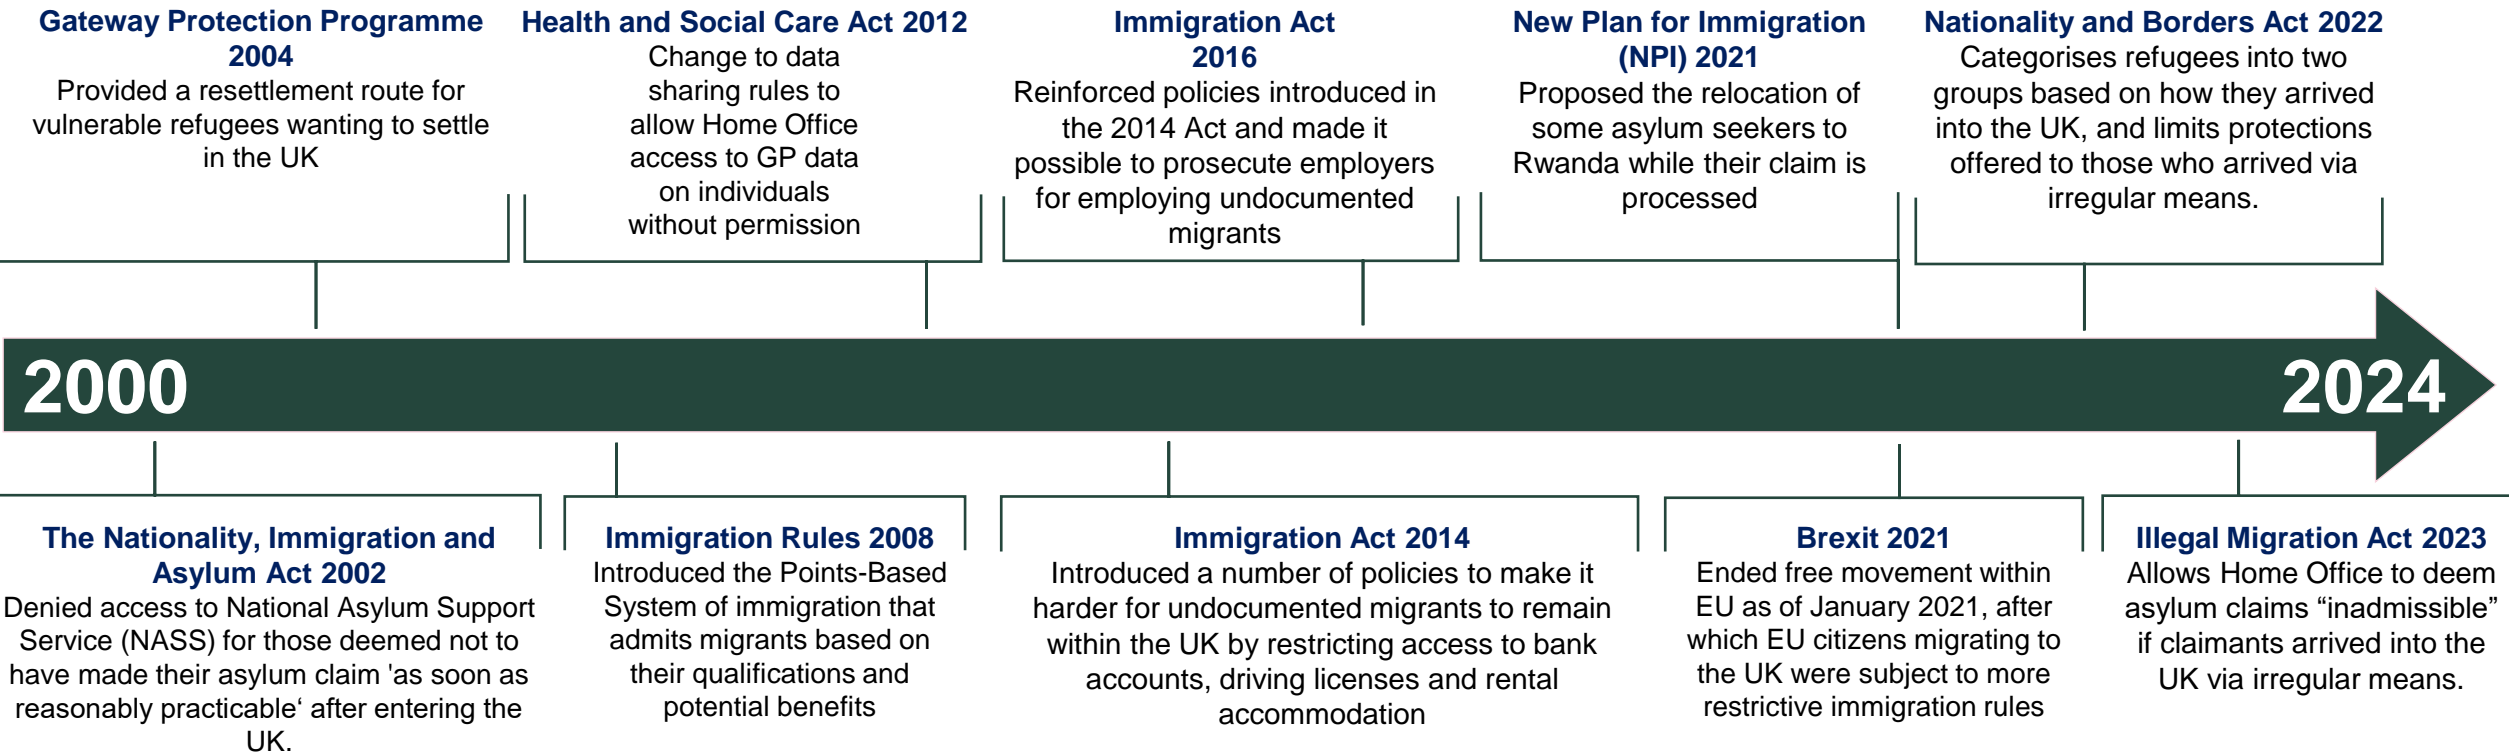 Gateway Protection Programme
2004
Provided a resettlement route for
vulnerable refugees wanting to settle
in the UK
Health and Social Care Act 2012
Change to data
sharing rules to
allow Home Office
access to GP data
on individuals
without permission
Immigration Act
2016
Reinforced policies introduced in
the 2014 Act and made it
possible to prosecute employers
for employing undocumented
migrants
New Plan for Immigration
(NPI) 2021
Proposed the relocation of
some asylum seekers to
Rwanda while their claim is
processed
Nationality and Borders Act 2022
Categorises refugees into two
groups based on how they arrived
into the UK, and limits protections
offered to those who arrived via
irregular means.
2000
2024
The Nationality, Immigration and
Asylum Act 2002
Denied access to National Asylum Support
Service (NASS) for those deemed not to
have made their asylum claim 'as soon as
reasonably practicable‘ after entering the
UK.
Immigration Rules 2008
Introduced the Points-Based
System of immigration that
admits migrants based on
their qualifications and
potential benefits
Immigration Act 2014
Introduced a number of policies to make it
harder for undocumented migrants to remain
within the UK by restricting access to bank
accounts, driving licenses and rental
accommodation
Brexit 2021
Ended free movement within
EU as of January 2021, after
which EU citizens migrating to
the UK were subject to more
restrictive immigration rules
Illegal Migration Act 2023
Allows Home Office to deem
asylum claims “inadmissible”
if claimants arrived into the
UK via irregular means.